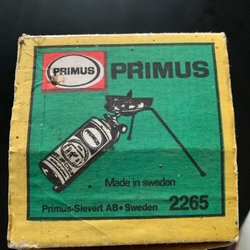 PRIMUS
PRIMUS
Made in sweden
Primus-Sievert AB • Sweden 2265